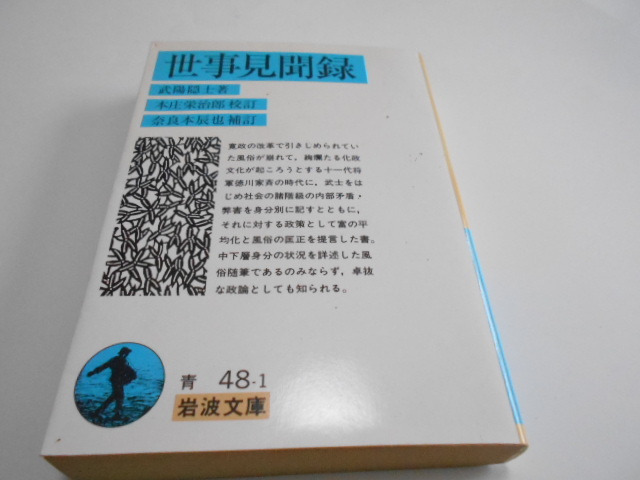 世事見聞録
武陽隠士著
本庄栄治郎校訂
奈良本辰也補訂
寛政の改革で引きしめられてい
た風俗が崩れて，絢爛たる化政
文化が起ころうとする十一代将
軍徳川家斉の時代に，武士をは
じめ社会の諸階級の内部矛盾・
弊害を身分別に記すとともに，
それに対する政策として富の平
均化と風俗の匡正を提言した書。
中下層身分の状況を詳述した風
俗随筆であるのみならず，卓抜
な政論としても知られる。
青 48-1
岩波文庫